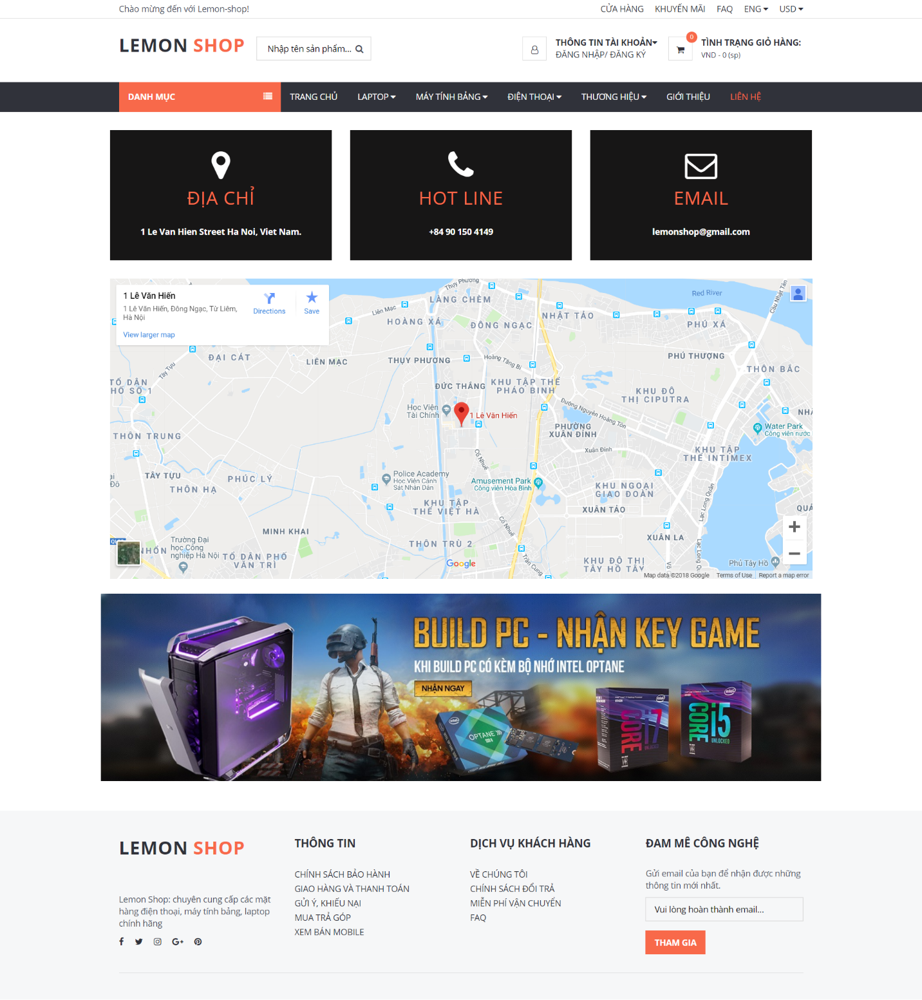 Chào mừng đến với Lemon-shop!
CỬA HÀNG KHUYẾN MÃI FAQ ENG USD
LEMON SHOP
Nhập tên sản phẩm...
THÔNG TIN TÀI KHOẢN
ĐĂNG NHẬP/ ĐĂNG KÝ
0
TÌNH TRẠNG GIỎ HÀNG:
VND - 0 (sp)
DANH MỤC
TRANG CHỦ LAPTOP MÁY TÍNH BẢNG ĐIỆN THOẠI THƯƠNG HIỆU GIỚI THIỆU LIÊN HỆ
ĐỊA CHỈ
1 Le Van Hien Street Ha Noi, Viet Nam.
HOT LINE
+84 90 150 4149
EMAIL
lemonshop@gmail.com
1 Lê Văn Hiến
1 Lê Văn Hiến, Đông Ngạc, Từ Liêm,
Hà Nội
View larger map
Directions
Save
Thụy Phương
LÀNG CHÈM
Red River
Cầu Nhật Tân
Liên Mạc
HOÀNG XÁ
ĐÔNG NGẠC
NHẬT TẢO
PHÚ XÁ
ĐẠI CÁT
LIÊN MẠC
THỤY PHƯƠNG
Hoàng Tăng Bí
PHÚ THƯỢNG
THÔN BẮC
Tây Tựu
TỔ DÂN
PHỐ SỐ 1
ĐỨC THẮNG
KHU TẬP THỂ
PHÁO BINH
KHU ĐÔ
THỊ CIPUTRA
Đường Nguyễn Hoàng Tôn
Học Viện
Tài Chính
1 Lê Văn Hiến
PHƯỜNG
XUÂN ĐỈNH
Water Park
Công viên nước
THÔN TRUNG
Xuân Đỉnh
KHU TẬP
THỂ INTIMEX
Cổ Nhuế
TÂY TỰU
PHÚC LÝ
THÔN HẠ
Police Academy
Học Viện Cảnh
Sát Nhân Dân
Amusement Park
Công viên Hòa Bình
KHU NGOẠI
GIAO ĐOÀN
Lạc Long Quân
KHU TẬP
THỂ VIỆT HÀ
XUÂN TẢO
Cổ Nhuế
MINH KHAI
XUÂN LA
Trường Đại
học Công
nghiệp Hà Nội
NHỔN
TỔ DÂN PHỐ
VĂN TRÌ
THÔN TRÙ 2
Trần Cung
KHU ĐÔ THỊ
TÂY HỒ TÂY
Phủ Tây Hồ
Google
Map data ©2018 Google Terms of Use Report a map error
BUILD PC - NHẬN KEY GAME
KHI BUILD PC CÓ KÈM BỘ NHỚ INTEL OPTANE
NHẬN NGAY
intel
OPTANE
intel
CORE i7
intel
CORE i5
UNLOCKED
LEMON SHOP
Lemon Shop: chuyên cung cấp các mặt
hàng điện thoại, máy tính bảng, laptop
chính hãng
THÔNG TIN
CHÍNH SÁCH BẢO HÀNH
GIAO HÀNG VÀ THANH TOÁN
GỬI Ý, KHIẾU NẠI
MUA TRẢ GÓP
XEM BẢN MOBILE
DỊCH VỤ KHÁCH HÀNG
VỀ CHÚNG TÔI
CHÍNH SÁCH ĐỔI TRẢ
MIỄN PHÍ VẬN CHUYỂN
FAQ
ĐAM MÊ CÔNG NGHỆ
Gửi email của bạn để nhận được những
thông tin mới nhất.
Vui lòng hoàn thành email...
THAM GIA